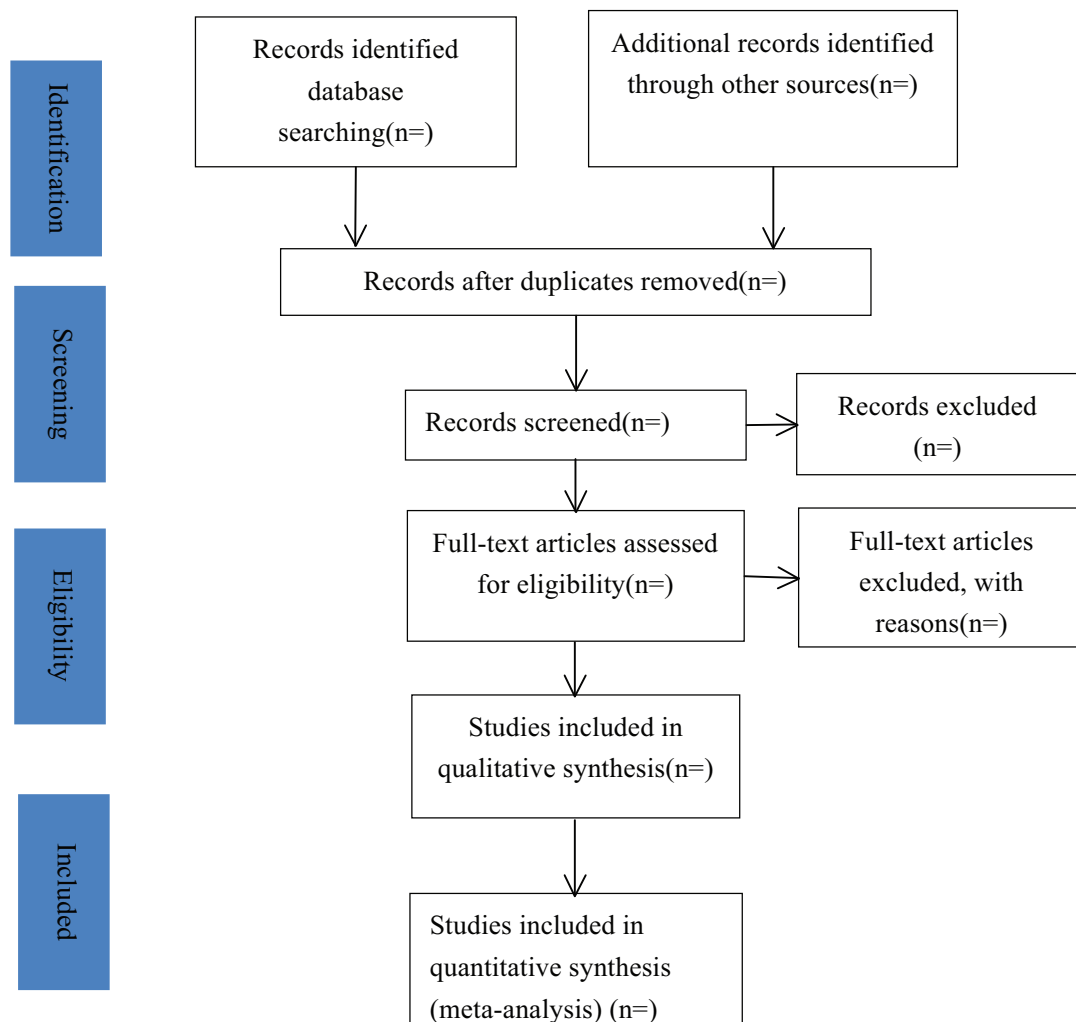 Identification
Records identified
database
searching(n=)
Additional records identified
through other sources(n=)
Records after duplicates removed(n=)
Screening
Records screened(n=)
Records excluded
(n=)
Eligibility
Full-text articles assessed
for eligibility(n=)
Full-text articles
excluded, with
reasons(n=)
Studies included in
qualitative synthesis(n=)
Included
Studies included in
quantitative synthesis
(meta-analysis) (n=)